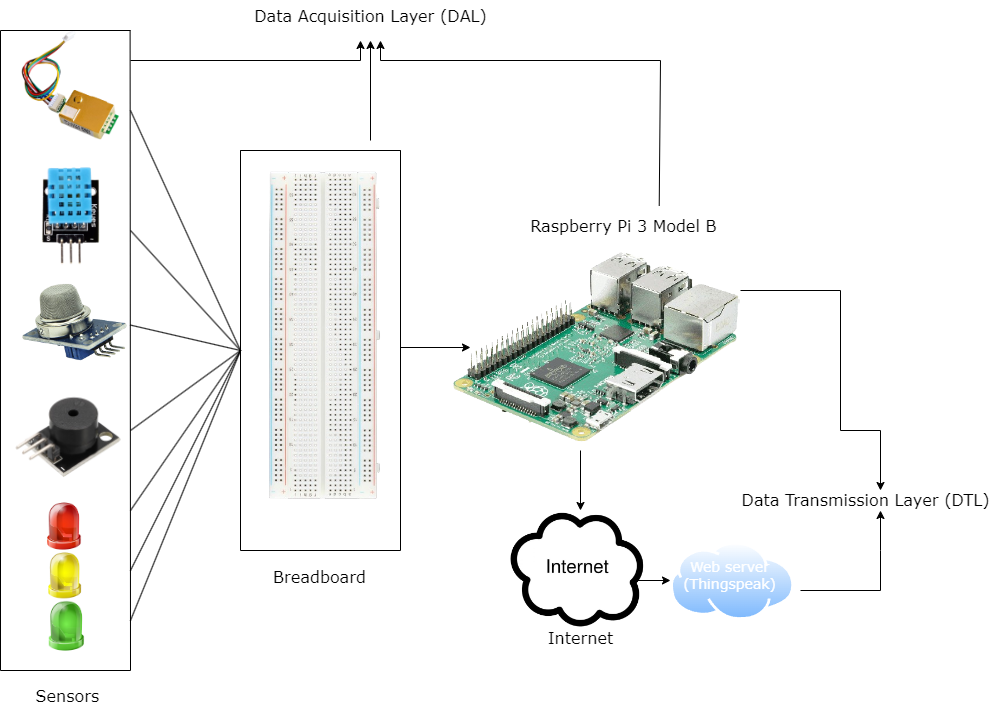 Data Acquisition Layer (DAL)
Raspberry Pi 3 Model B
Data Transmission Layer (DTL)
Internet
Web server
(Thingspeak)
Breadboard
Internet
Sensors